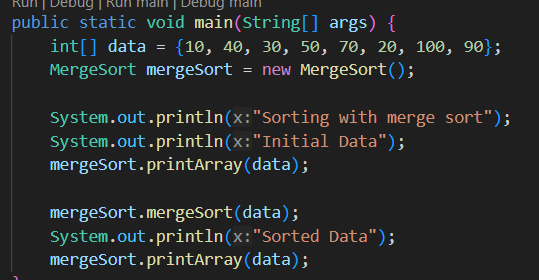 Run | Debug | Run main | Debug main
public static void main(String[] args) {
int[] data = {10, 40, 30, 50, 70, 20, 100, 90};
MergeSort mergeSort = new MergeSort();
System.out.println(x:"Sorting with merge sort");
System.out.println(x:"Initial Data");
mergeSort.printArray(data);
mergeSort.mergeSort(data);
System.out.println(x:"Sorted Data");
mergeSort.printArray(data);
}